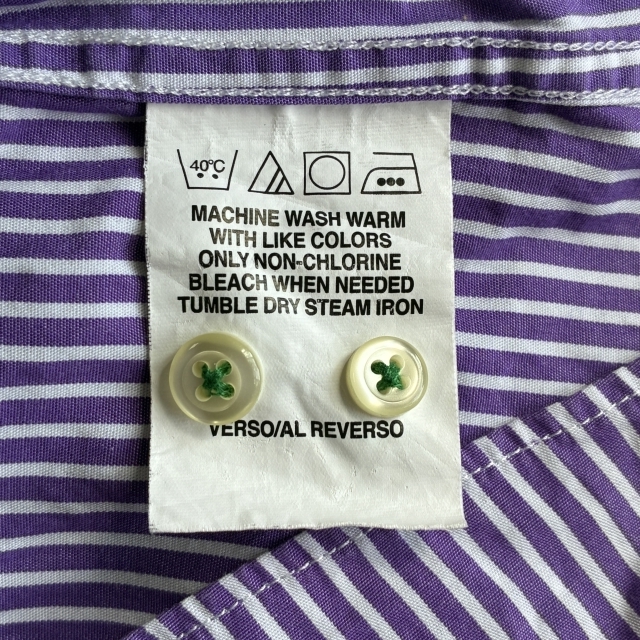 40°C
MACHINE WASH WARM
WITH LIKE COLORS
ONLY NON-CHLORINE
BLEACH WHEN NEEDED
TUMBLE DRY STEAM IRON
VERSO/AL REVERSO